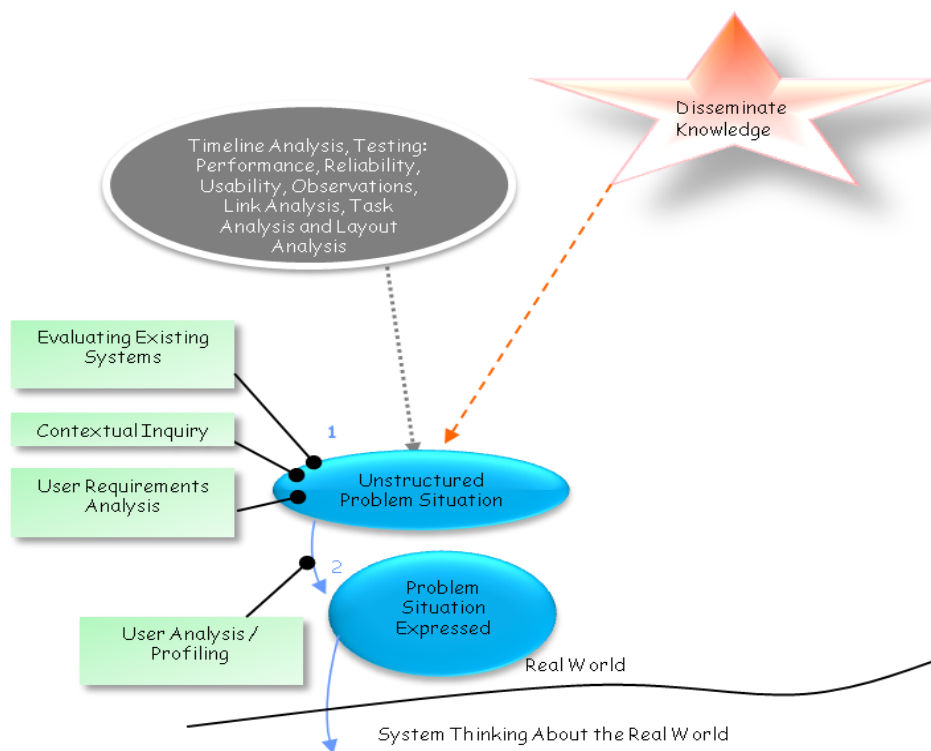 Disseminate
Knowledge
Timeline Analysis, Testing:
Performance, Reliability,
Usability, Observations,
Link Analysis, Task
Analysis and Layout
Analysis
Evaluating Existing
Systems
Contextual Inquiry
User Requirements
Analysis
1
Unstructured
Problem Situation
2
Problem
Situation
Expressed
User Analysis /
Profiling
Real World
System Thinking About the Real World